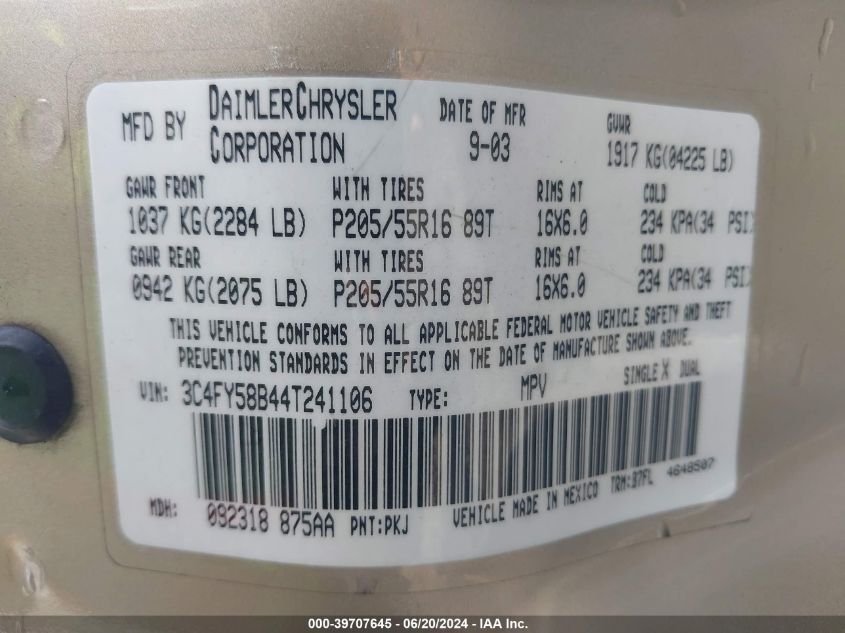 MFD BY DAIMLERCHRYSLER CORPORATION DATE OF MFR 9-03 GVWR 1917 KG(04225 LB)
GAWR FRONT WITH TIRES RIMS AT COLD
1037 KG(2284 LB) P205/55R16 89T 16X6.0 234 KPA(34 PSI)
GAWR REAR WITH TIRES RIMS AT COLD
0942 KG(2075 LB) P205/55R16 89T 16X6.0 234 KPA(34 PSI)
THIS VEHICLE CONFORMS TO ALL APPLICABLE FEDERAL MOTOR VEHICLE SAFETY AND THEFT
PREVENTION STANDARDS IN EFFECT ON THE DATE OF MANUFACTURE SHOWN ABOVE.
VIN: 3C4FY58B44T241106 TYPE: MPV SINGLE X DUAL
MDH: 092318 875AA PNT:PKJ VEHICLE MADE IN MEXICO TRM:37FL 4648507
000-39707645 - 06/20/2024 - IAA Inc.